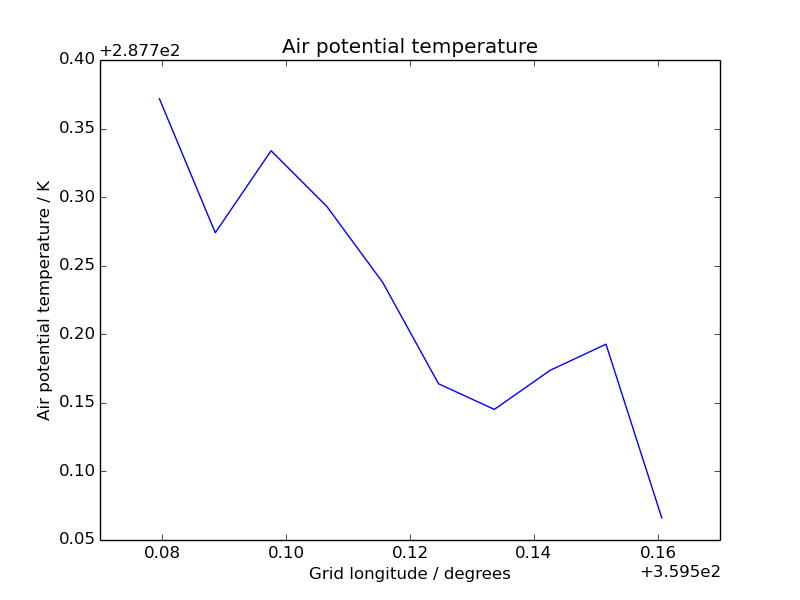 Air potential temperature
+2.877e2
0.40
0.35
0.30
0.25
0.20
0.15
0.10
0.05
Air potential temperature / K
0.08 0.10 0.12 0.14 0.16
Grid longitude / degrees
+3.595e2